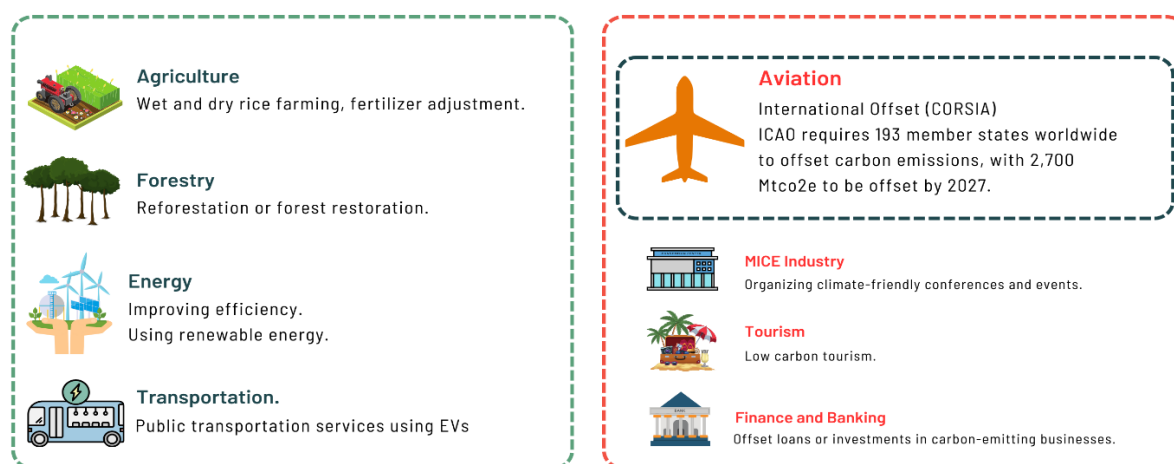 Agriculture
Wet and dry rice farming, fertilizer adjustment.
Forestry
Reforestation or forest restoration.
Energy
Improving efficiency.
Using renewable energy.
Transportation.
Public transportation services using EVs
Aviation
International Offset (CORSIA)
ICAO requires 193 member states worldwide
to offset carbon emissions, with 2,700
Mtco2e to be offset by 2027.
MICE Industry
Organizing climate-friendly conferences and events.
Tourism
Low carbon tourism.
Finance and Banking
Offset loans or investments in carbon-emitting businesses.